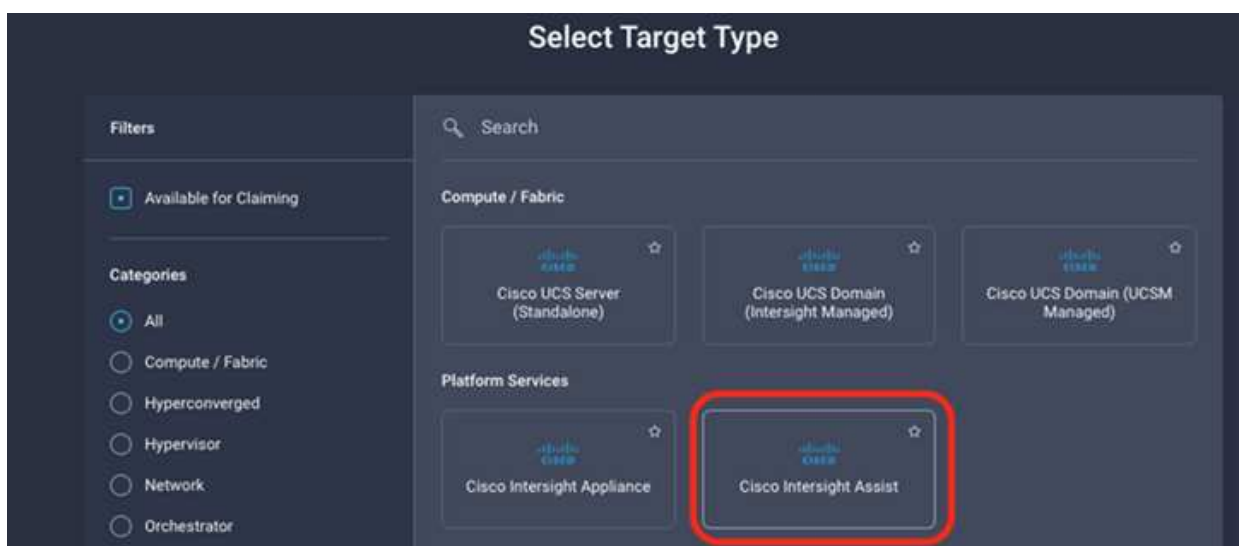 Select Target Type
Filters
Available for Claiming
Categories
All
Compute / Fabric
Hyperconverged
Hypervisor
Network
Orchestrator
Search
Compute / Fabric
Cisco UCS Server
(Standalone)
Cisco UCS Domain
(Intersight Managed)
Cisco UCS Domain (UCSM
Managed)
Platform Services
Cisco Intersight Appliance
Cisco Intersight Assist